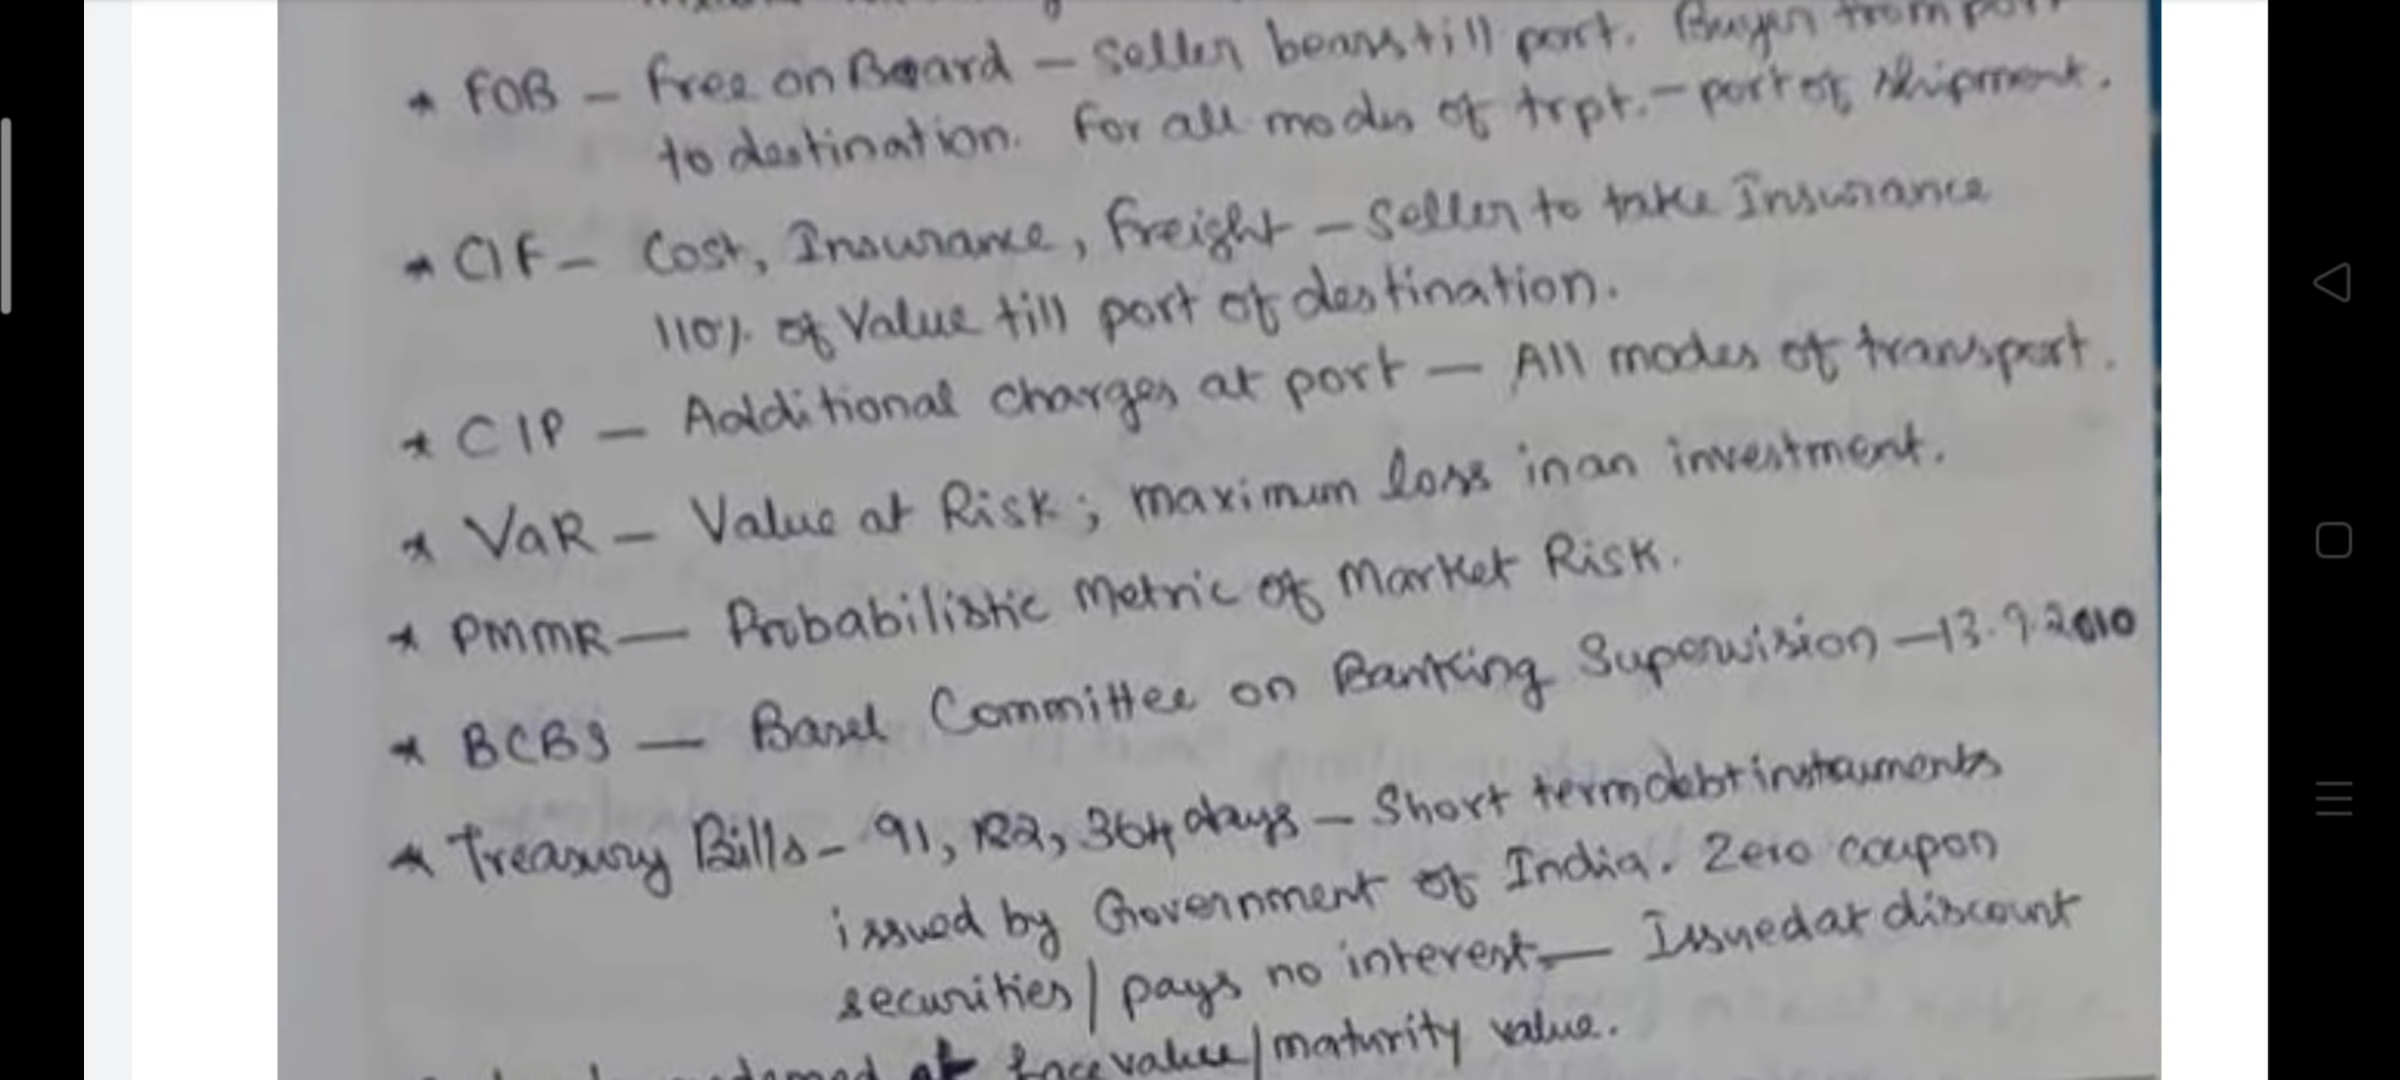 * FOB – Free on Board – Seller bears till port. Buyer from port
to destination. For all modes of trpt. – port of shipment.
* CIF – Cost, Insurance, Freight – Seller to take Insurance
110% of Value till port of destination.
* CIP – Additional charges at port – All modes of transport.
* VaR – Value at Risk; maximum loss in an investment.
* PMMR – Probabilistic Metric of Market Risk.
* BCBS – Basel Committee on Banking Supervision – 13.9.2010
* Treasury Bills – 91, 182, 364 days – Short term debt instruments
issued by Government of India. Zero coupon
securities / pays no interest – Issued at discount
at face value / maturity value.